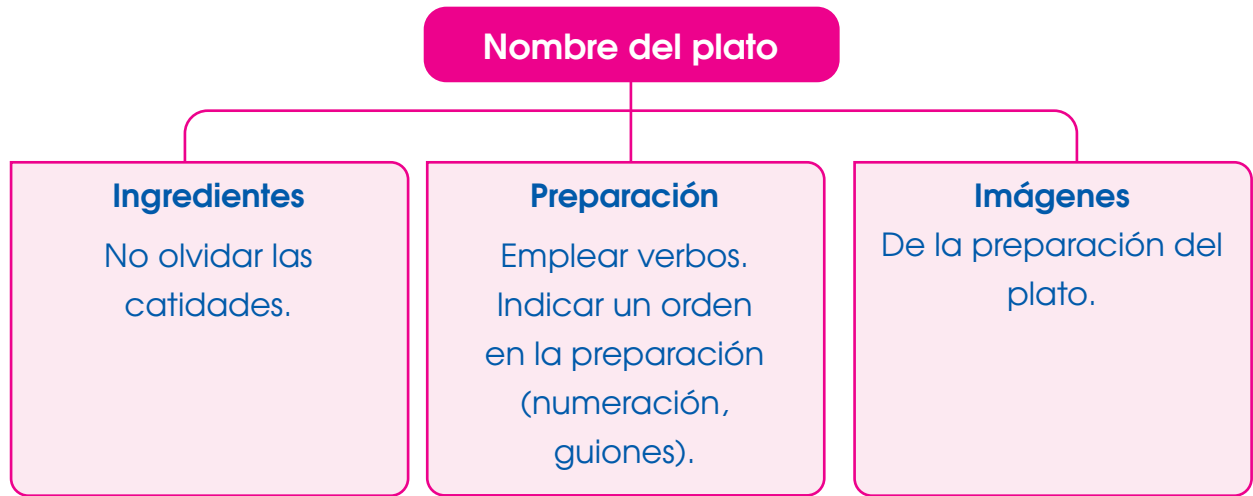 Nombre del plato
Ingredientes
No olvidar las
catidades.
Preparación
Emplear verbos.
Indicar un orden
en la preparación
(numeración,
guiones).
Imágenes
De la preparación del
plato.